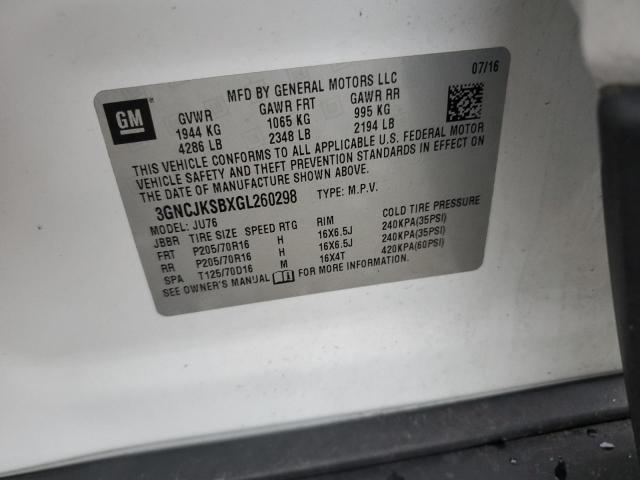 07/16
MFD BY GENERAL MOTORS LLC
GM
GVWR GAWR FRT GAWR RR
1944 KG 1065 KG 995 KG
4286 LB 2348 LB 2194 LB
THIS VEHICLE CONFORMS TO ALL APPLICABLE U.S. FEDERAL MOTOR
VEHICLE SAFETY AND THEFT PREVENTION STANDARDS IN EFFECT ON
THE DATE OF MANUFACTURE SHOWN ABOVE.
3GNCJKSBXGL260298 TYPE: M.P.V.
MODEL: JU76
JBBR TIRE SIZE SPEED RTG RIM COLD TIRE PRESSURE
FRT P205/70R16 H 16X6.5J 240KPA(35PSI)
RR P205/70R16 H 16X6.5J 240KPA(35PSI)
SPA T125/70D16 M 16X4T 420KPA(60PSI)
SEE OWNER'S MANUAL FOR MORE INFORMATION